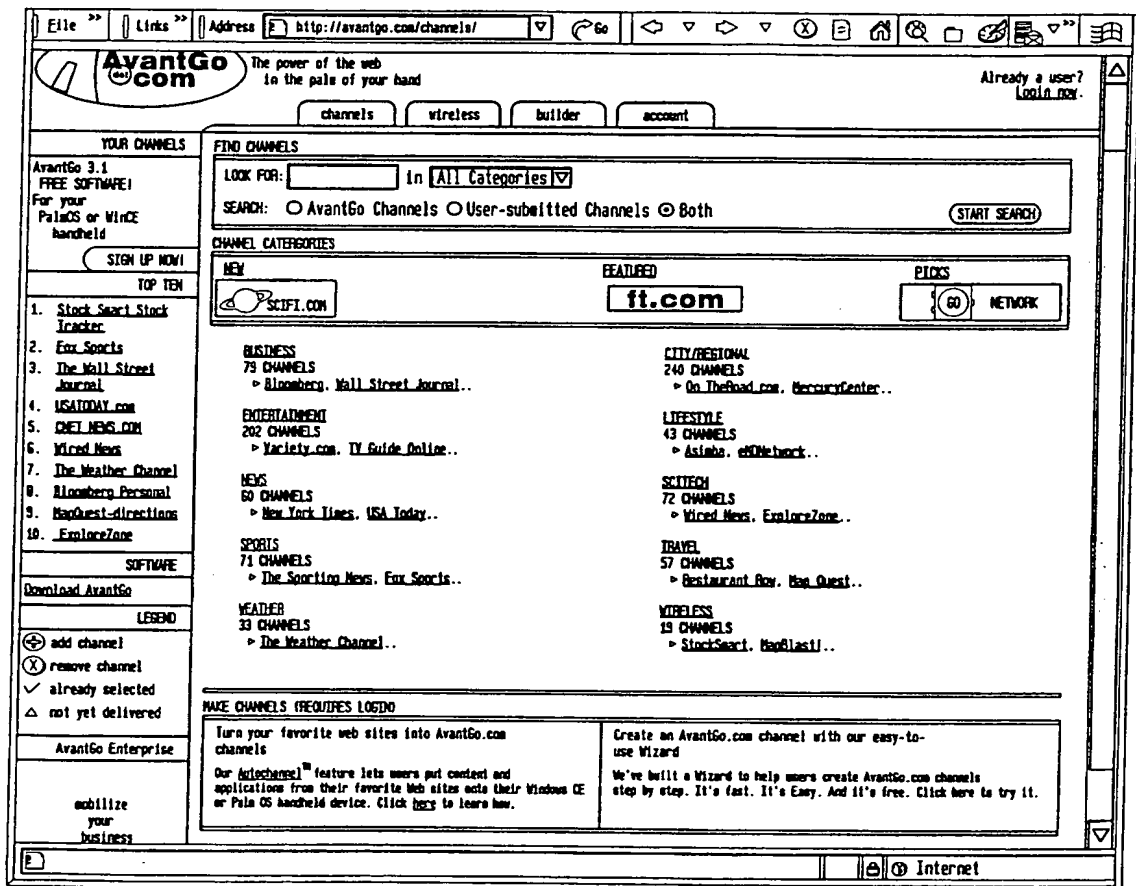 File >> Links >> Address http://avantgo.com/channels/ Go
AvantGo
(dot) com
The power of the web
in the palm of your hand
Already a user?
Login now.
channels wireless builder account
YOUR CHANNELS
AvantGo 3.1
FREE SOFTWARE!
For your
PalmOS or WinCE
handheld
SIGN UP NOW!
TOP TEN
1. Stock Smart Stock
Tracker
2. Fox Sports
3. The Wall Street
Journal
4. USATODAY.com
5. CNET NEWS.COM
6. Wired News
7. The Weather Channel
8. Bloomberg Personal
9. MapQuest-directions
10. ExploreZone
SOFTWARE
Download AvantGo
LEGEND
add channel
X remove channel
already selected
not yet delivered
AvantGo Enterprise
mobilize
your
business
FIND CHANNELS
LOOK FOR: in All Categories
SEARCH: AvantGo Channels User-submitted Channels Both START SEARCH
CHANNEL CATERGORIES
NEW FEATURED PICKS
SCIFI.COM ft.com GO NETWORK
BUSINESS
79 CHANNELS
Bloomberg, Wall Street Journal..
ENTERTAINMENT
202 CHANNELS
Variety.com, TV Guide Online..
NEWS
60 CHANNELS
New York Times, USA Today..
SPORTS
71 CHANNELS
The Sporting News, Fox Sports..
WEATHER
33 CHANNELS
The Weather Channel..
CITY/REGIONAL
240 CHANNELS
On TheRoad.com, MercuryCenter..
LIFESTYLE
43 CHANNELS
Asimba, eMDNetwork..
SCITECH
72 CHANNELS
Wired News, ExploreZone..
TRAVEL
57 CHANNELS
Restaurant Row, Map Quest..
WIRELESS
19 CHANNELS
StockSmart, MapBlast!..
MAKE CHANNELS (REQUIRES LOGIN)
Turn your favorite web sites into AvantGo.com
channels
Our Autochannel™ feature lets users put content and
applications from their favorite Web sites onto their Windows CE
or Palm OS handheld device. Click here to learn how.
Create an AvantGo.com channel with our easy-to-
use Wizard
We've built a Wizard to help users create AvantGo.com channels
step by step. It's fast. It's Easy. And it's free. Click here to try it.
Internet